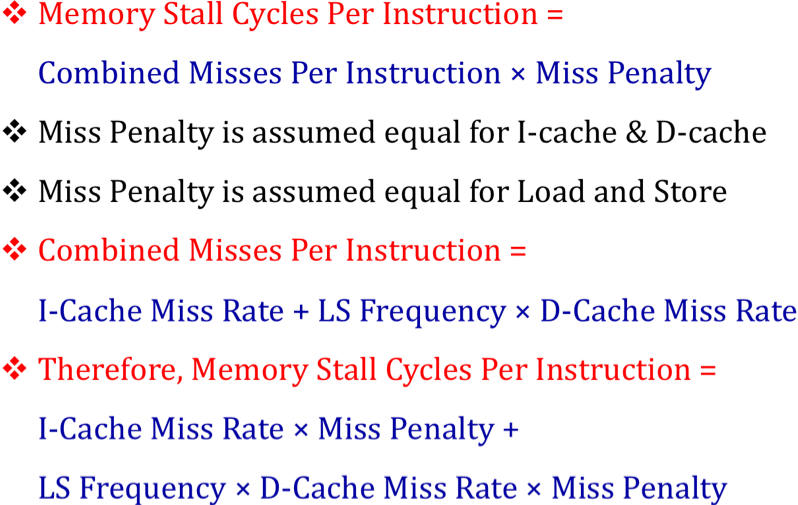 ❖ Memory Stall Cycles Per Instruction =
Combined Misses Per Instruction × Miss Penalty
❖ Miss Penalty is assumed equal for I-cache & D-cache
❖ Miss Penalty is assumed equal for Load and Store
❖ Combined Misses Per Instruction =
I-Cache Miss Rate + LS Frequency × D-Cache Miss Rate
❖ Therefore, Memory Stall Cycles Per Instruction =
I-Cache Miss Rate × Miss Penalty +
LS Frequency × D-Cache Miss Rate × Miss Penalty